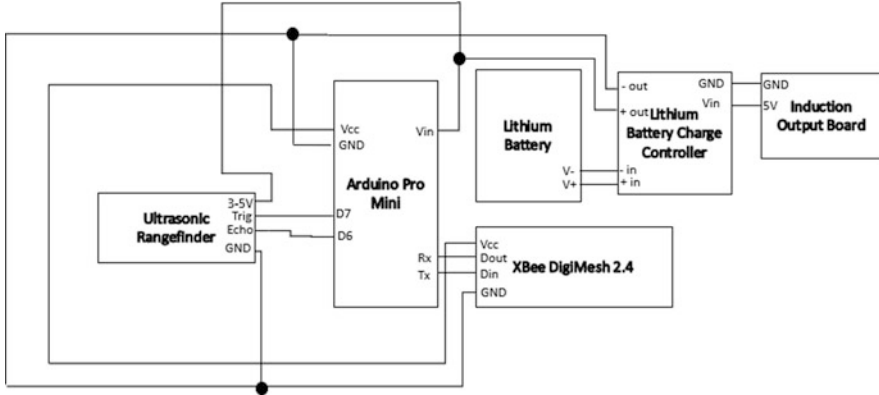 Vcc
GND
Vin
Arduino Pro
Mini
D7
D6
Rx
Tx
3-5V
Trig
Echo
GND
Ultrasonic
Rangefinder
Lithium
Battery
V-
V+
- out
+ out
- in
+ in
GND
Vin
Lithium
Battery Charge
Controller
GND
5V
Induction
Output Board
Vcc
Dout
Din
GND
XBee DigiMesh 2.4